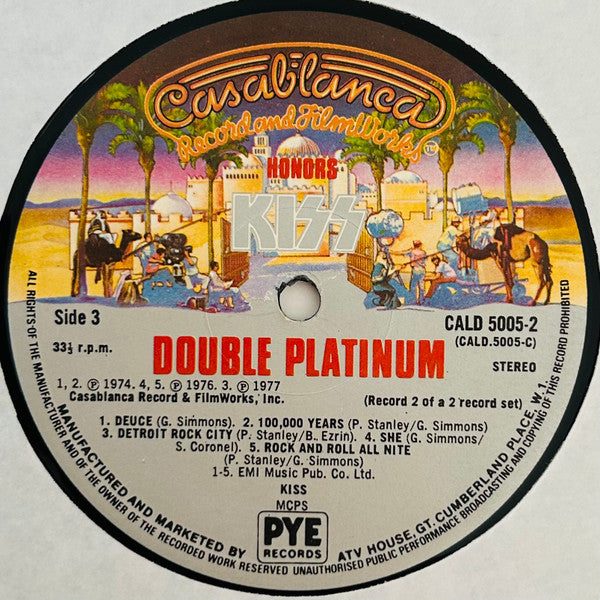 Casablanca
Record and FilmWorks TM
HONORS
KISS
Side 3
CALD 5005-2
33⅓ r.p.m.
(CALD.5005-C)
DOUBLE PLATINUM
STEREO
1, 2. ℗ 1974. 4, 5. ℗ 1976. 3. ℗ 1977
Casablanca Record & FilmWorks, Inc.
(Record 2 of a 2 record set)
1. DEUCE (G. Simmons). 2. 100,000 YEARS (P. Stanley)
3. DETROIT ROCK CITY (P. Stanley/B. Ezrin). 4. SHE (G. Simmons/
S. Coronel). 5. ROCK AND ROLL ALL NITE
(P. Stanley/G. Simmons)
1-5. EMI Music Pub. Co. Ltd.
KISS
MCPS
PYE
RECORDS
MANUFACTURED AND MARKETED BY
ATV HOUSE, GT. CUMBERLAND PLACE, W.1.
ALL RIGHTS OF THE MANUFACTURER AND OF THE OWNER OF THE RECORDED WORK RESERVED UNAUTHORISED PUBLIC PERFORMANCE BROADCASTING AND COPYING OF THIS RECORD PROHIBITED